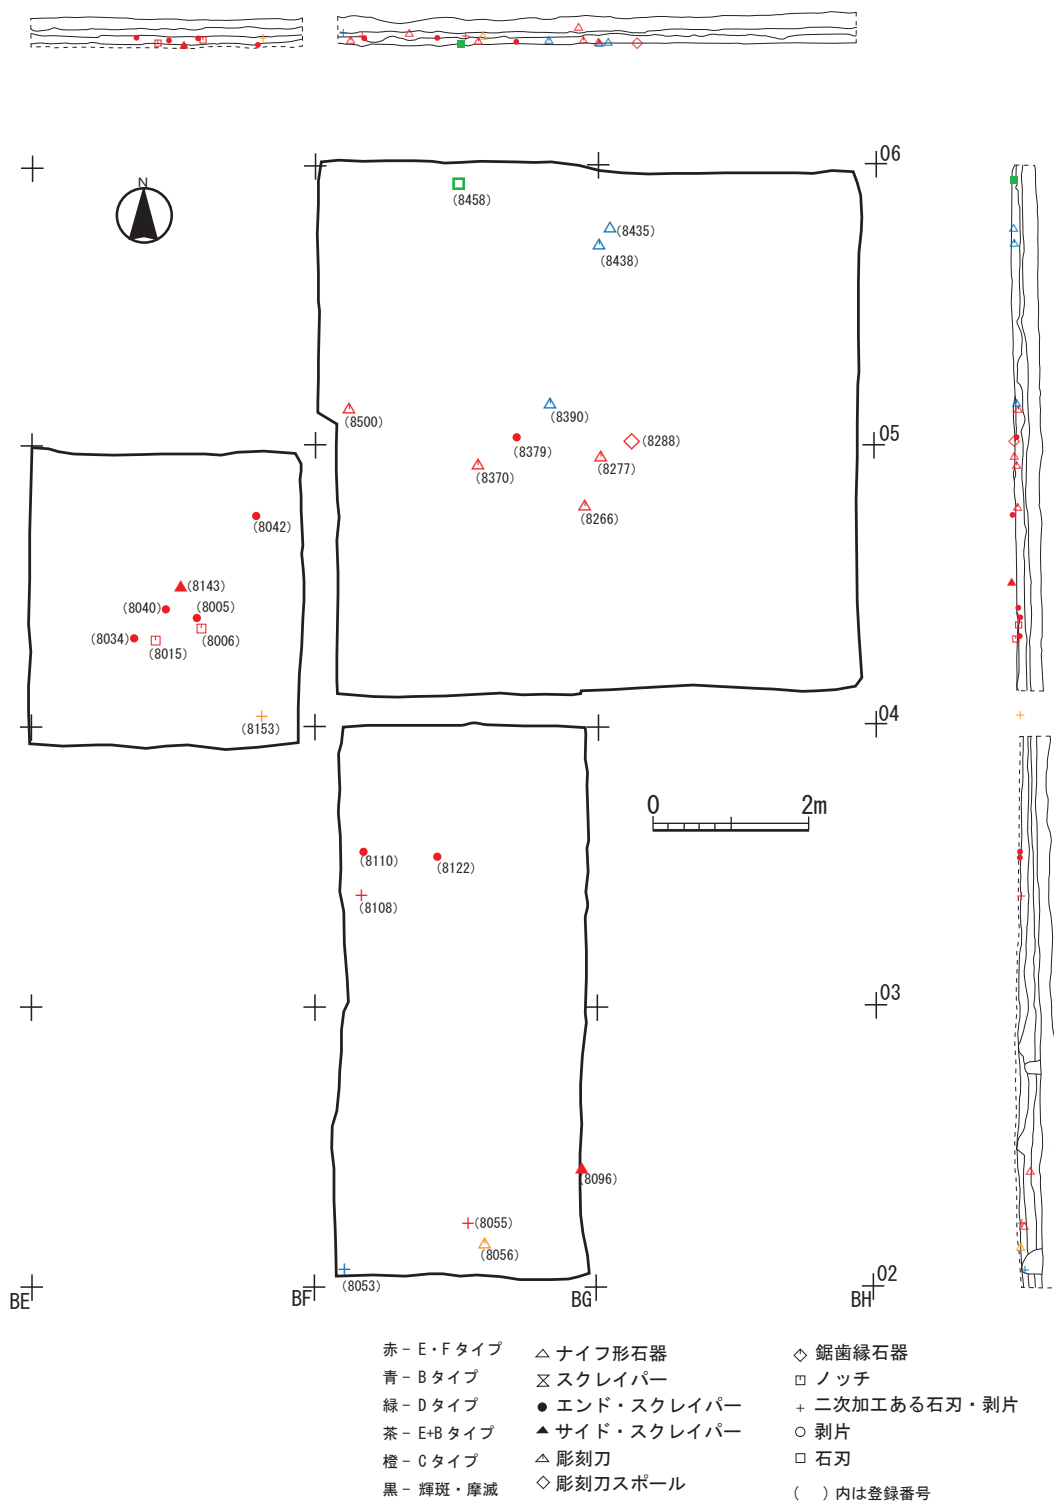 06
N
(8458)
(8435)
(8438)
(8500)
(8390)
05
(8379)
(8288)
(8370)
(8277)
(8266)
(8042)
(8143)
(8040)
(8005)
(8034)
(8006)
(8015)
(8153)
04
0 2m
(8110)
(8122)
(8108)
03
(8096)
(8055)
(8056)
(8053)
02
BE
BF
BG
BH
赤－E・Fタイプ
青－Bタイプ
緑－Dタイプ
茶－E+Bタイプ
橙－Cタイプ
黒－輝斑・摩滅
ナイフ形石器
スクレイパー
エンド・スクレイパー
サイド・スクレイパー
彫刻刀
彫刻刀スポール
鋸歯縁石器
ノッチ
二次加工ある石刃・剥片
剥片
石刃
（　）内は登録番号